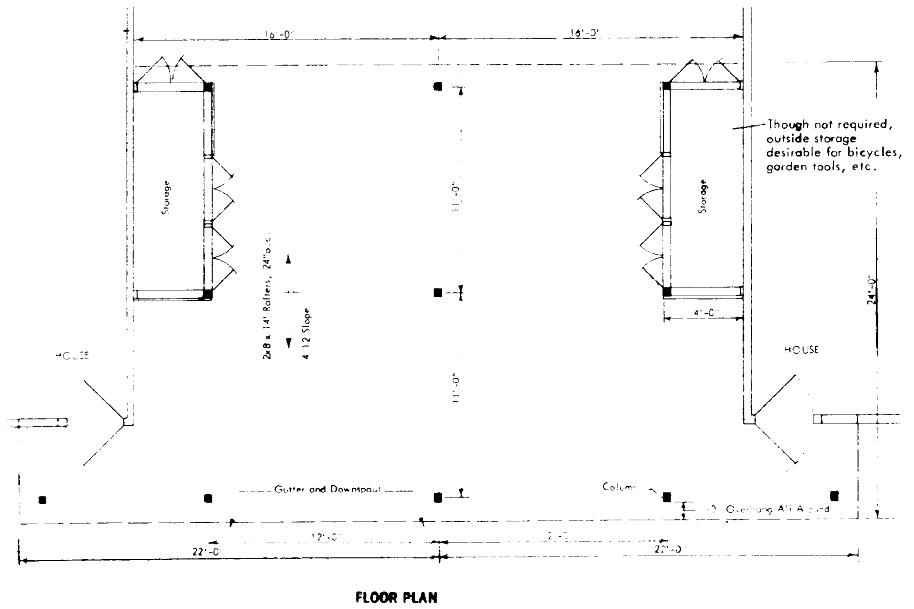 16'-0"
16'-0"
Though not required,
outside storage
desirable for bicycles,
garden tools, etc.
Storage
Storage
11'-0"
2x8 x 14' Rafters, 24"o.c.
4 12 Slope
24'-0"
4'-0"
HOUSE
HOUSE
11'-0"
Gutter and Downspout
Column
Overhang All Around
12'-0"
22'-0"
22'-0"
FLOOR PLAN